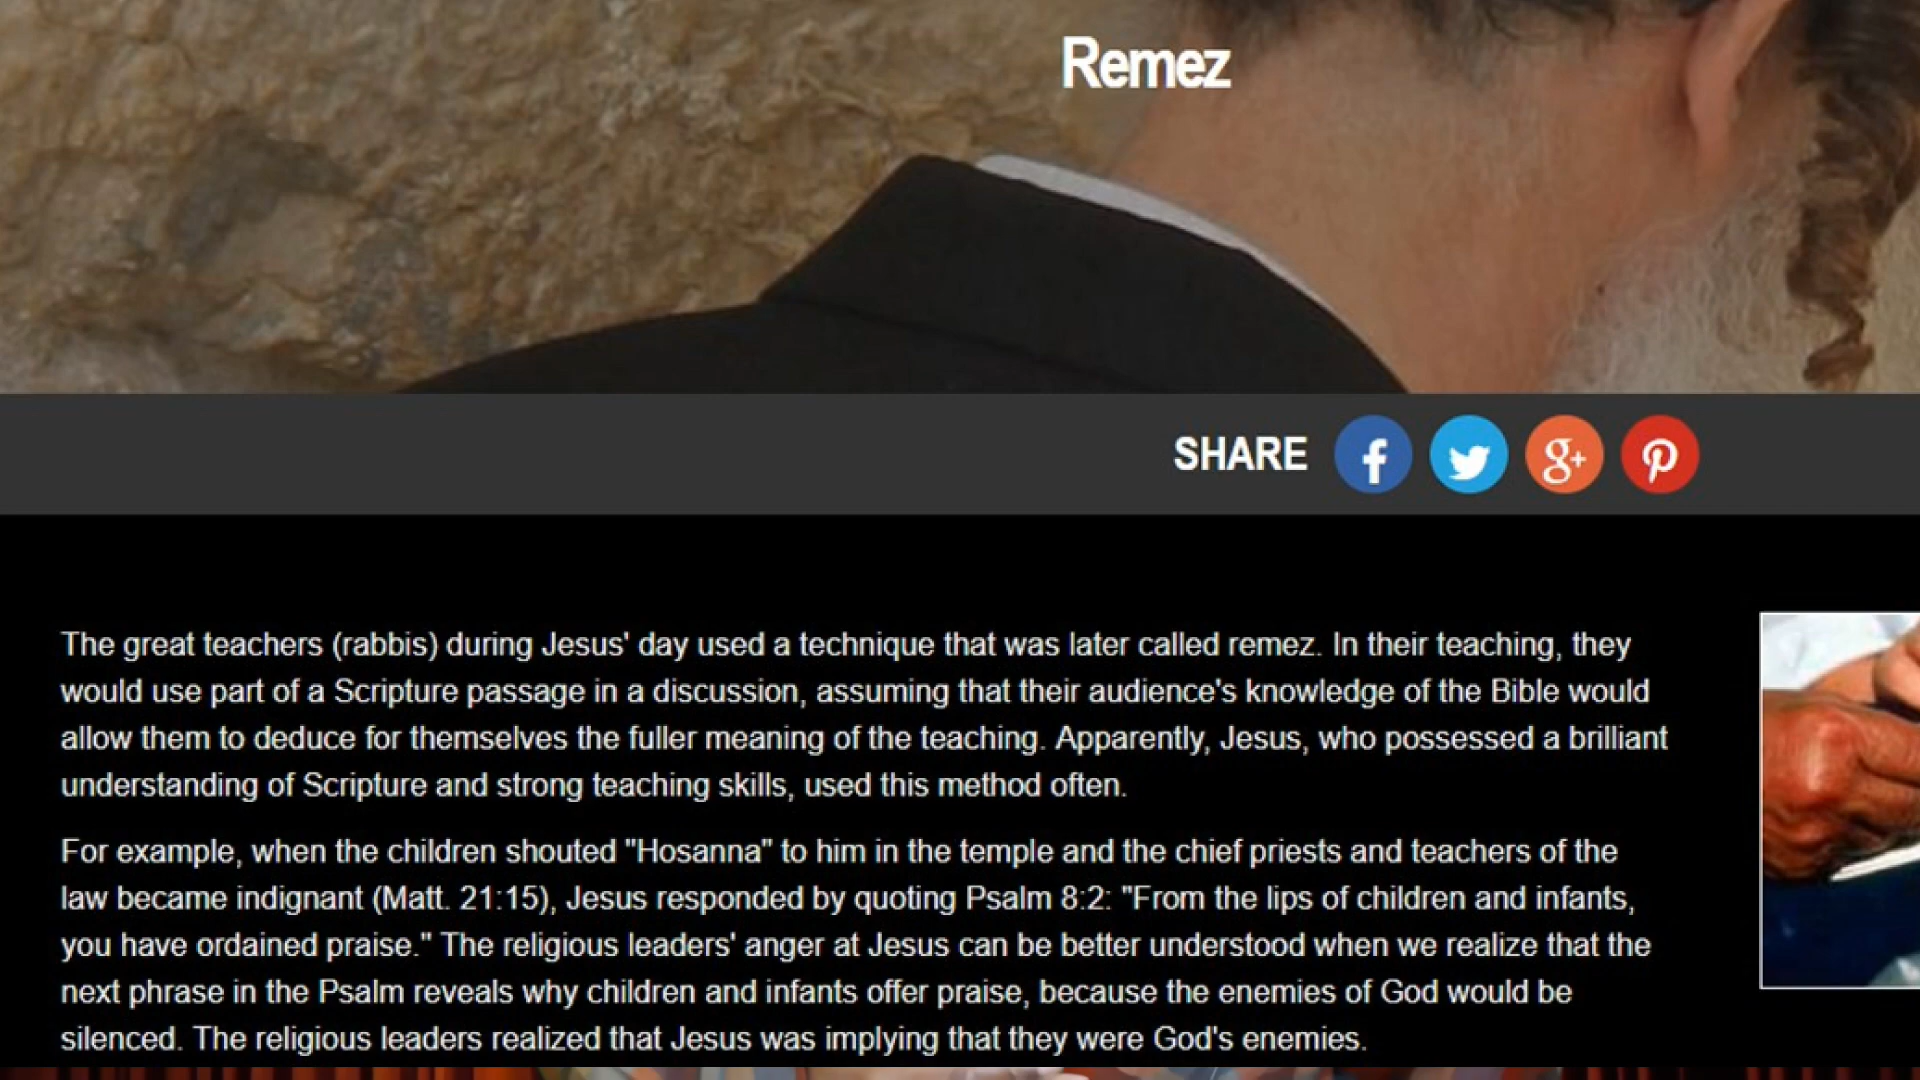 Remez
SHARE
The great teachers (rabbis) during Jesus' day used a technique that was later called remez. In their teaching, they
would use part of a Scripture passage in a discussion, assuming that their audience's knowledge of the Bible would
allow them to deduce for themselves the fuller meaning of the teaching. Apparently, Jesus, who possessed a brilliant
understanding of Scripture and strong teaching skills, used this method often.
For example, when the children shouted "Hosanna" to him in the temple and the chief priests and teachers of the
law became indignant (Matt. 21:15), Jesus responded by quoting Psalm 8:2: "From the lips of children and infants,
you have ordained praise." The religious leaders' anger at Jesus can be better understood when we realize that the
next phrase in the Psalm reveals why children and infants offer praise, because the enemies of God would be
silenced. The religious leaders realized that Jesus was implying that they were God's enemies.